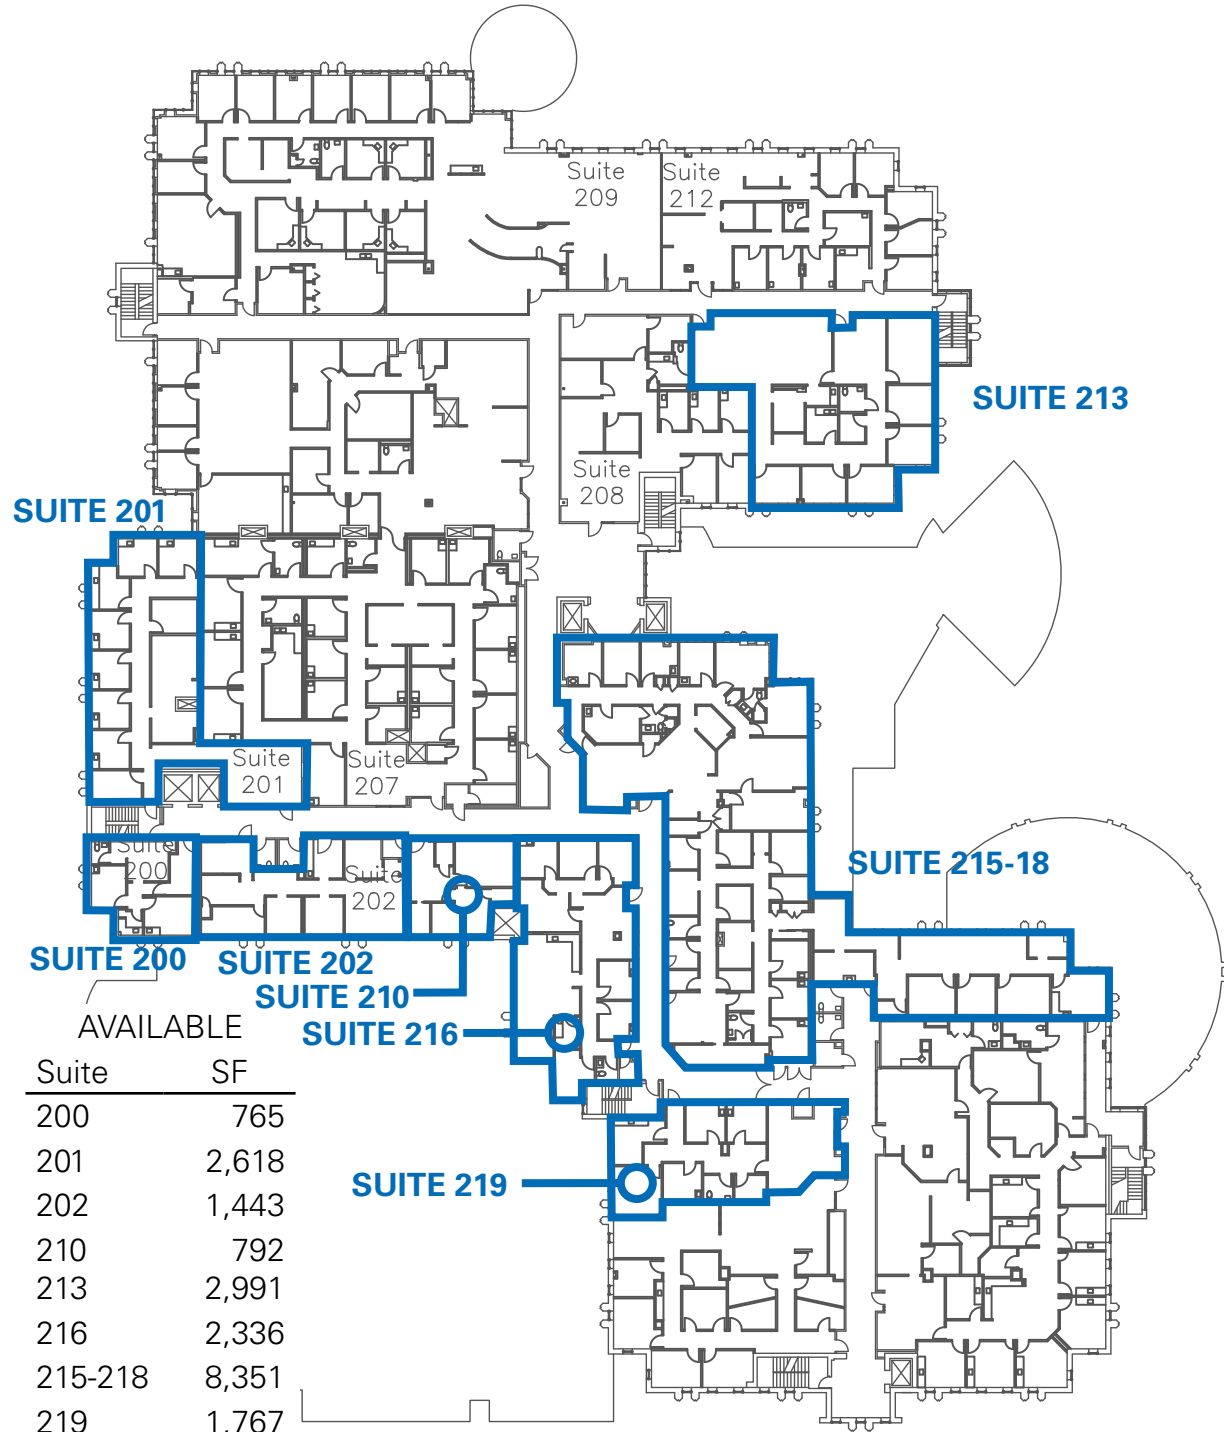 Suite
209
Suite
212
SUITE 213
Suite
208
SUITE 201
Suite
201
Suite
207
Suite
200
Suite
202
SUITE 215-18
SUITE 200
SUITE 202
SUITE 210
SUITE 216
SUITE 219
AVAILABLE
Suite SF
200 765
201 2,618
202 1,443
210 792
213 2,991
216 2,336
215-218 8,351
219 1,767